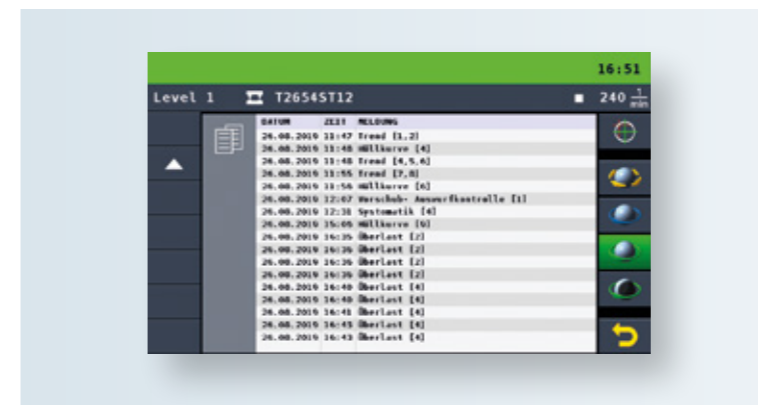 16:51
Level 1 T2654ST12 240 1/min
DATUM ZEIT MELDUNG
26.08.2019 11:47 Trend [1,2]
26.08.2019 11:48 Hüllkurve [4]
26.08.2019 11:48 Trend [4,5,6]
26.08.2019 11:55 Trend [7,8]
26.08.2019 11:56 Hüllkurve [6]
26.08.2019 12:07 Vorschub- Auswurfkontrolle [1]
26.08.2019 12:31 Systematik [4]
26.08.2019 15:05 Hüllkurve
26.08.2019 16:35 Überlast [2]
26.08.2019 16:36 Überlast [2]
26.08.2019 16:36 Überlast [2]
26.08.2019 16:36 Überlast [2]
26.08.2019 16:40 Überlast [4]
26.08.2019 16:40 Überlast [4]
26.08.2019 16:41 Überlast [4]
26.08.2019 Überlast [4]
26.08.2019 16:43 Überlast [4]